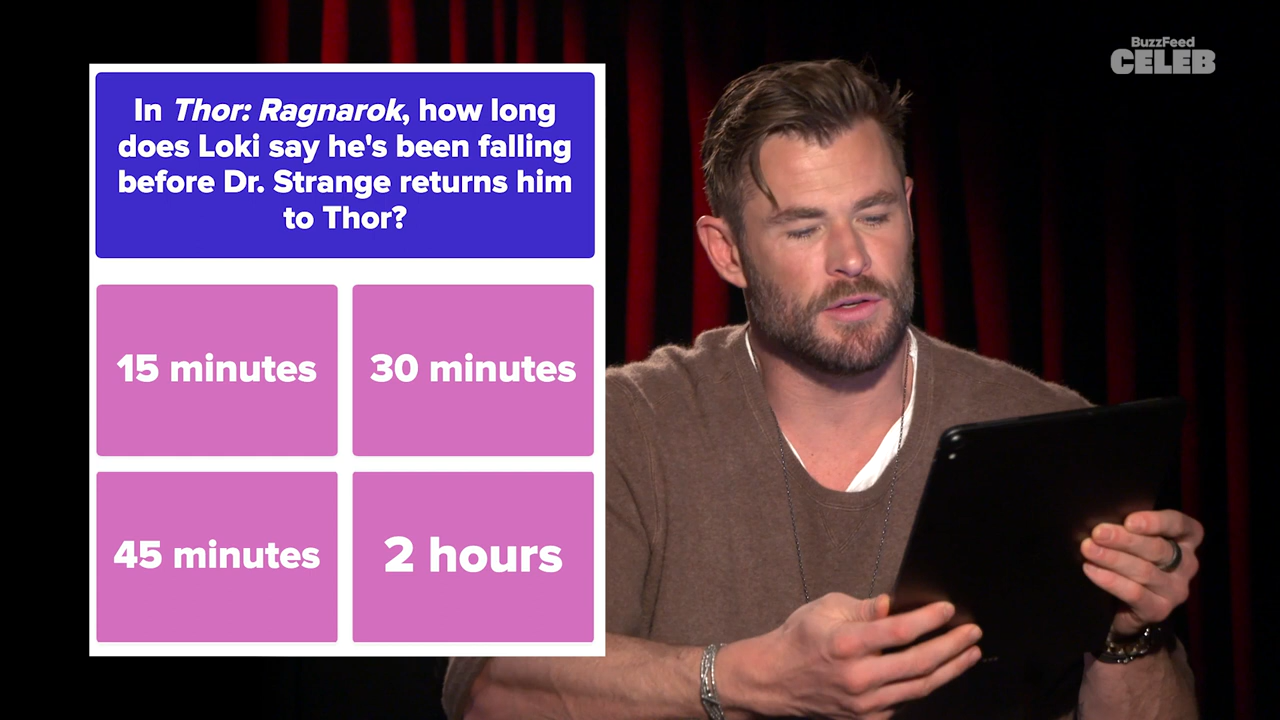 BuzzFeed
CELEB
In Thor: Ragnarok, how long
does Loki say he's been falling
before Dr. Strange returns him
to Thor?
15 minutes
30 minutes
45 minutes
2 hours